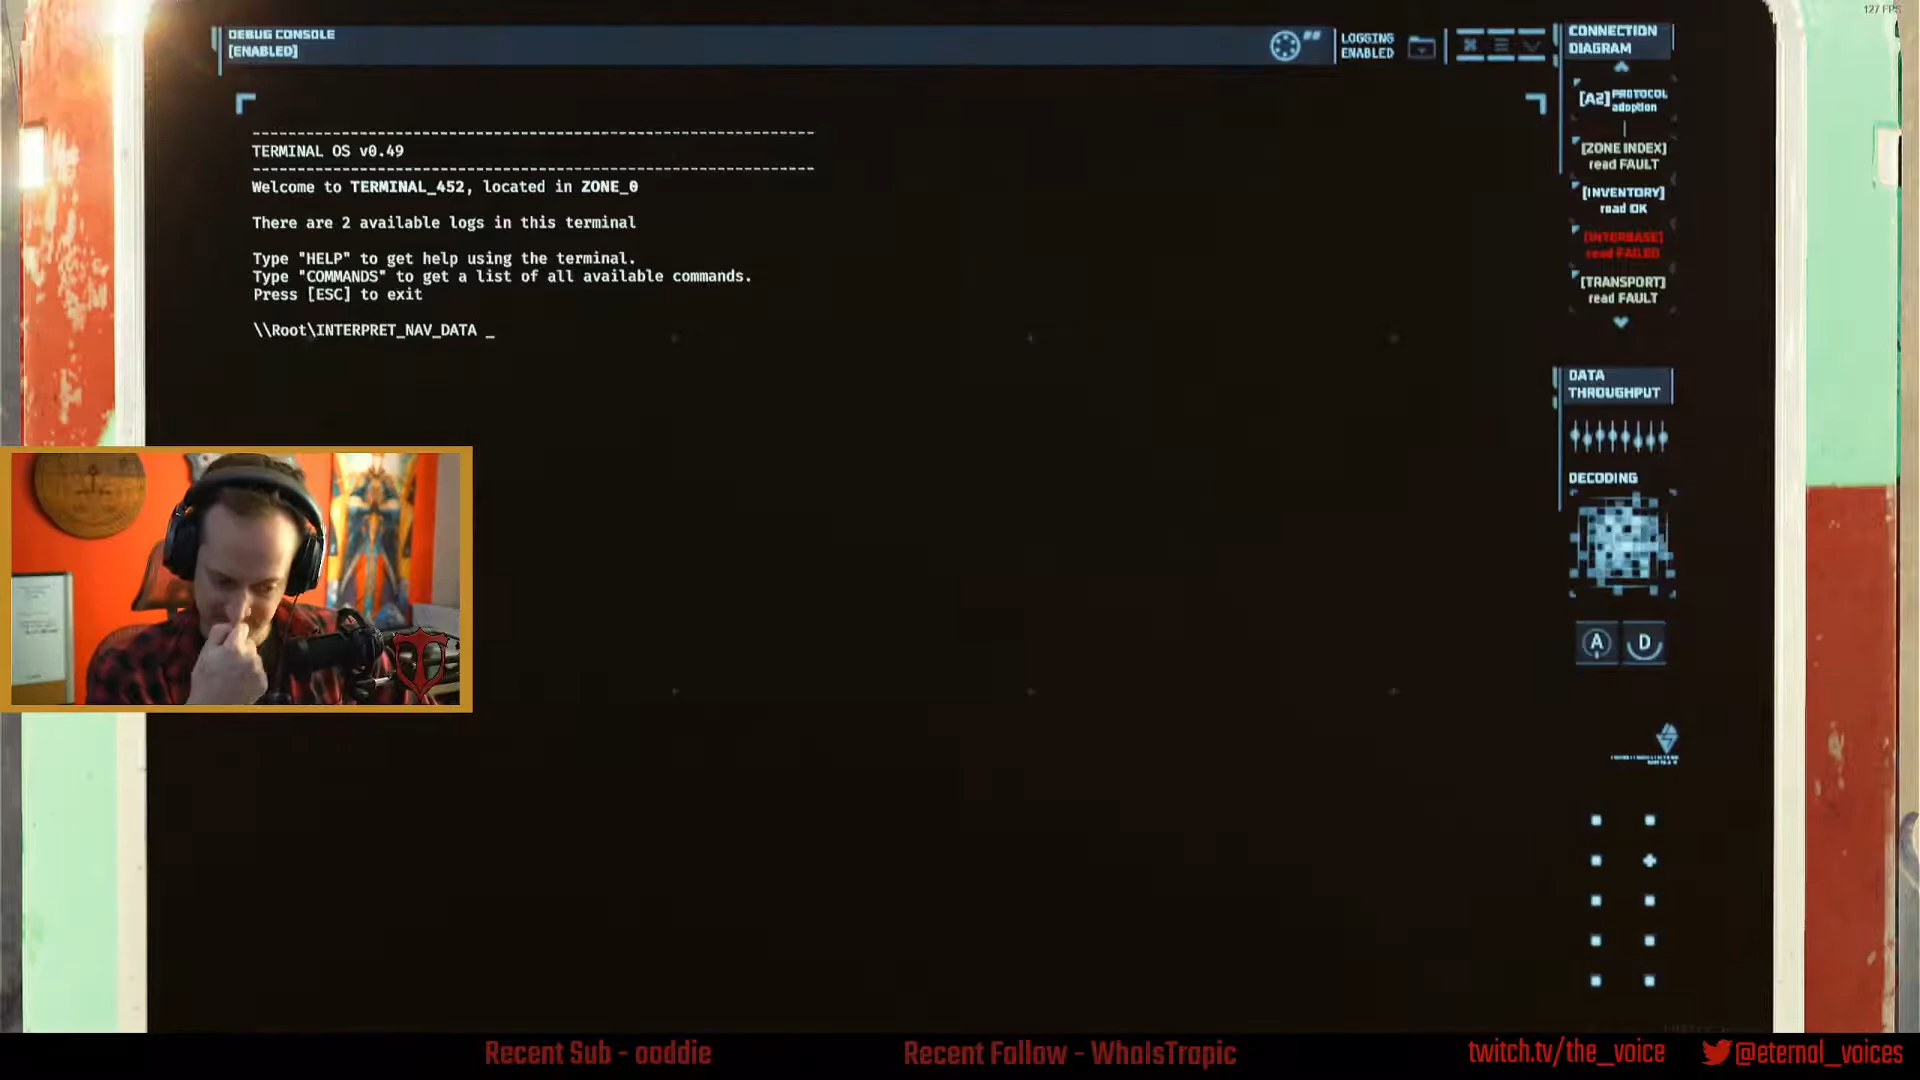 127 FPS
DEBUG CONSOLE
[ENABLED]
LOGGING
ENABLED
CONNECTION
DIAGRAM
[A2] PROTOCOL
adoption
[ZONE INDEX]
read FAULT
[INVENTORY]
read OK
[INTERBASE]
read FAILED
[TRANSPORT]
read FAULT
DATA
THROUGHPUT
DECODING
A D
------------------------------------------------------------------
TERMINAL OS v0.49
------------------------------------------------------------------
Welcome to TERMINAL_452, located in ZONE_0
There are 2 available logs in this terminal
Type "HELP" to get help using the terminal.
Type "COMMANDS" to get a list of all available commands.
Press [ESC] to exit
\\Root\INTERPRET_NAV_DATA _
Recent Sub - ooddie
Recent Follow - WhoIsTropic
twitch.tv/the_voice
@eternal_voices